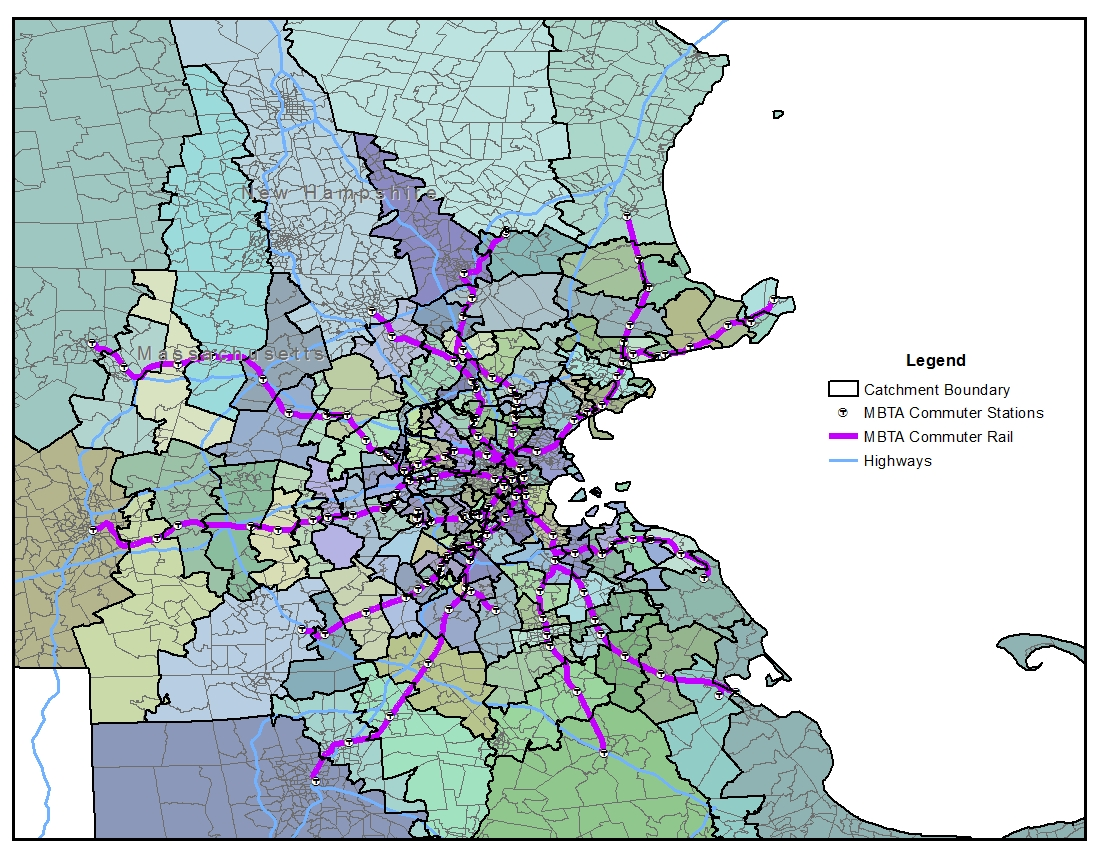 New Hampshire
Massachusetts
Legend
Catchment Boundary
MBTA Commuter Stations
MBTA Commuter Rail
Highways